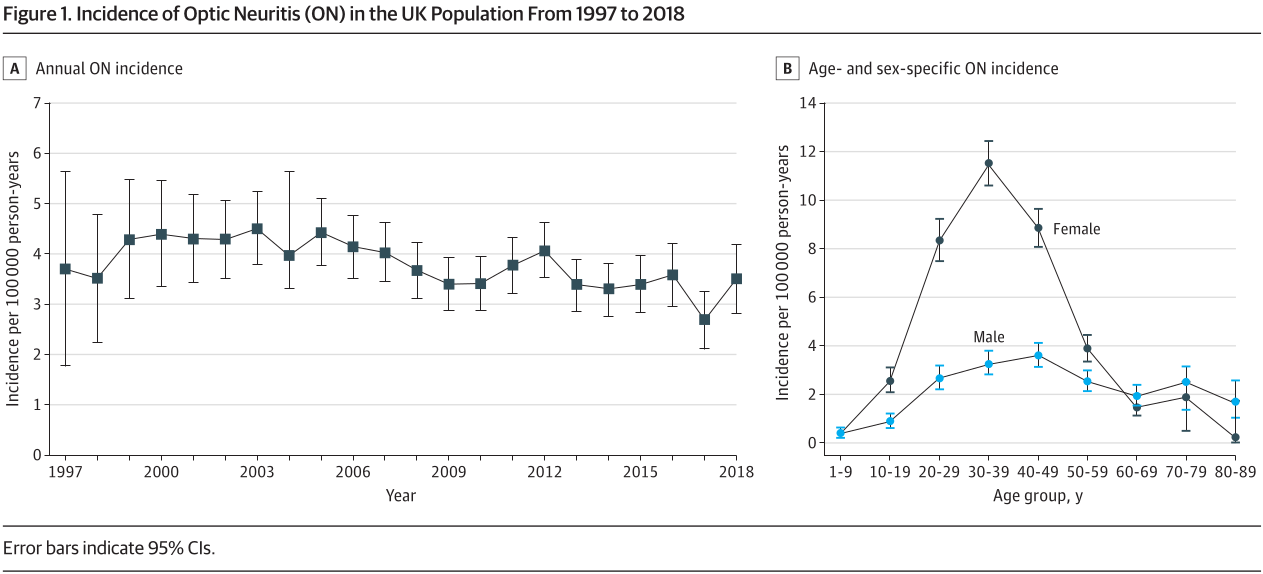 Figure 1. Incidence of Optic Neuritis (ON) in the UK Population From 1997 to 2018
A Annual ON incidence
7
6
5
4
3
2
1
0
Incidence per 100 000 person-years
1997 2000 2003 2006 2009 2012 2015 2018
Year
B Age- and sex-specific ON incidence
14
12
10
8
6
4
2
0
Incidence per 100 000 person-years
Female
Male
1-9 10-19 20-29 30-39 40-49 50-59 60-69 70-79 80-89
Age group, y
Error bars indicate 95% CIs.